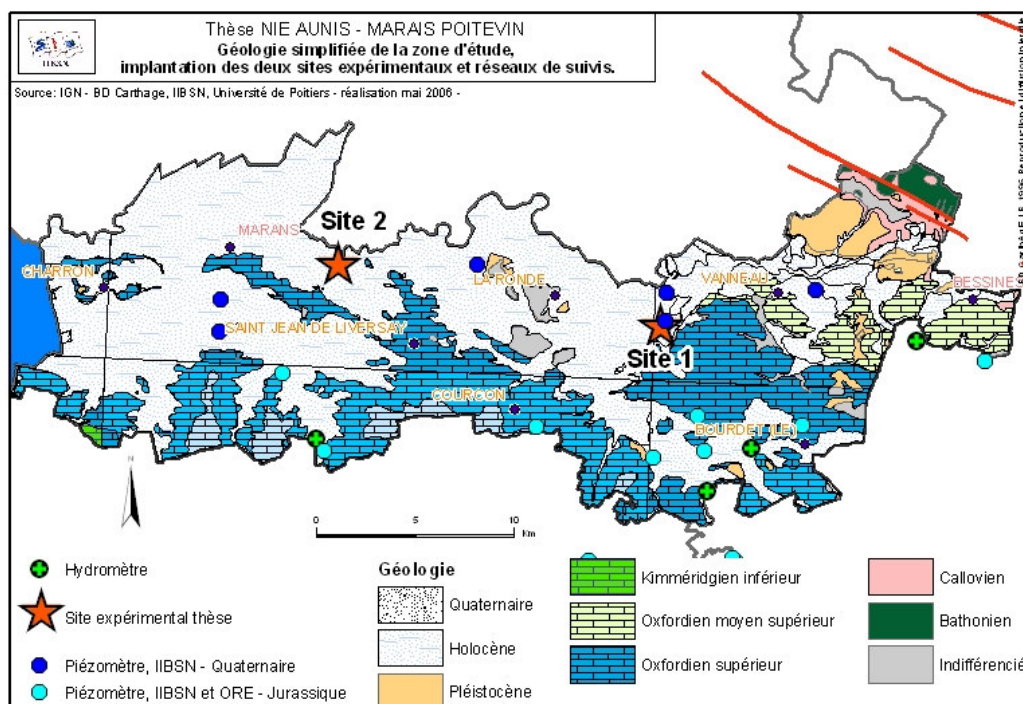 Thèse NIE AUNIS - MARAIS POITEVIN
Géologie simplifiée de la zone d'étude,
implantation des deux sites expérimentaux et réseaux de suivis.
Source: IGN - BD Carthage, IIBSN, Université de Poitiers - réalisation mai 2006 -
Site 2
MARANS
CHARRON
LA RONDE
VANNEAU
BESSINES
SAINT JEAN DE LIVERSAY
Site 1
COURCON
BOURDET (LE)
N
0 5 10
Km
Hydromètre
Site expérimental thèse
Piézomètre, IIBSN - Quaternaire
Piézomètre, IIBSN et ORE - Jurassique
Géologie
Quaternaire
Holocène
Pléistocène
Kimméridgien inférieur
Oxfordien moyen supérieur
Oxfordien supérieur
Callovien
Bathonien
Indifférencié